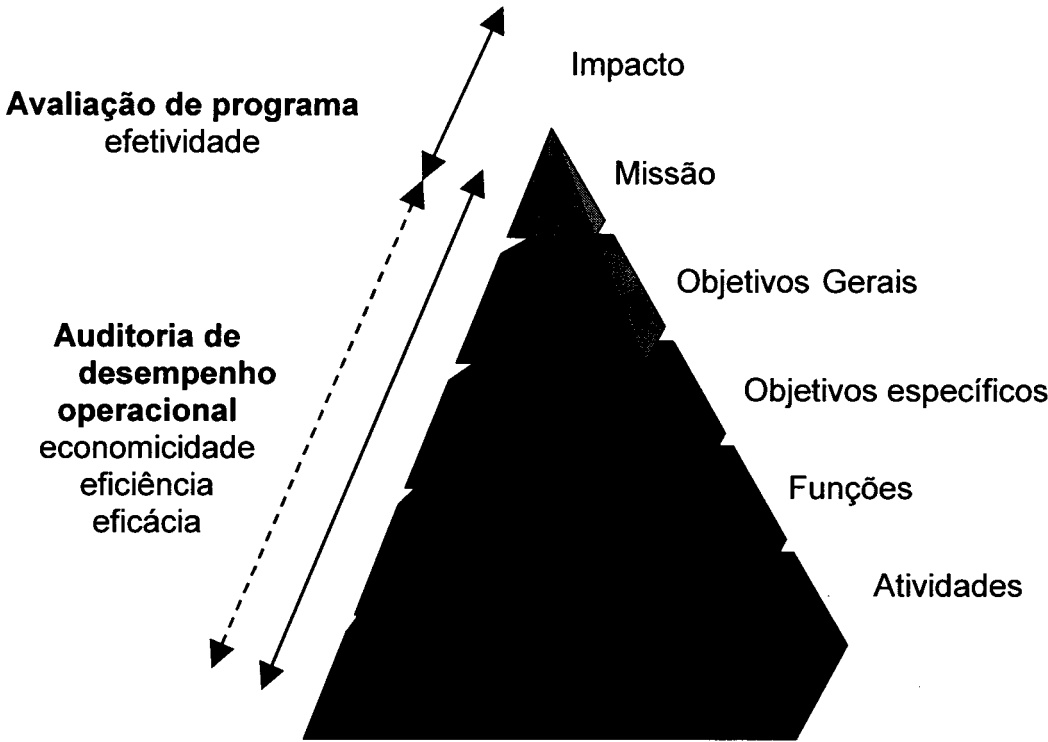 Impacto
Avaliação de programa
efetividade
Missão
Objetivos Gerais
Auditoria de
desempenho
operacional
economicidade
eficiência
eficácia
Objetivos específicos
Funções
Atividades